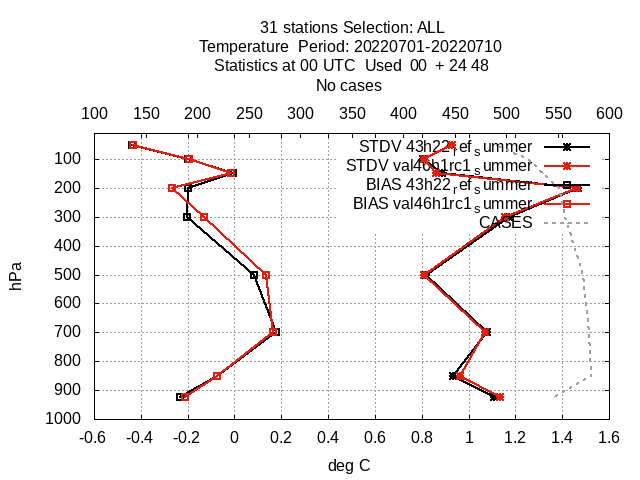 31 stations Selection: ALL
Temperature  Period: 20220701-20220710
Statistics at 00 UTC  Used  00  + 24 48
No cases
100 150 200 250 300 350 400 450 500 550 600
STDV 43h22_ref_summer
STDV val46h1rc1_summer
BIAS 43h22_ref_summer
BIAS val46h1rc1_summer
CASES
100
200
300
400
500
600
700
800
900
1000
hPa
-0.6 -0.4 -0.2 0 0.2 0.4 0.6 0.8 1 1.2 1.4 1.6
deg C